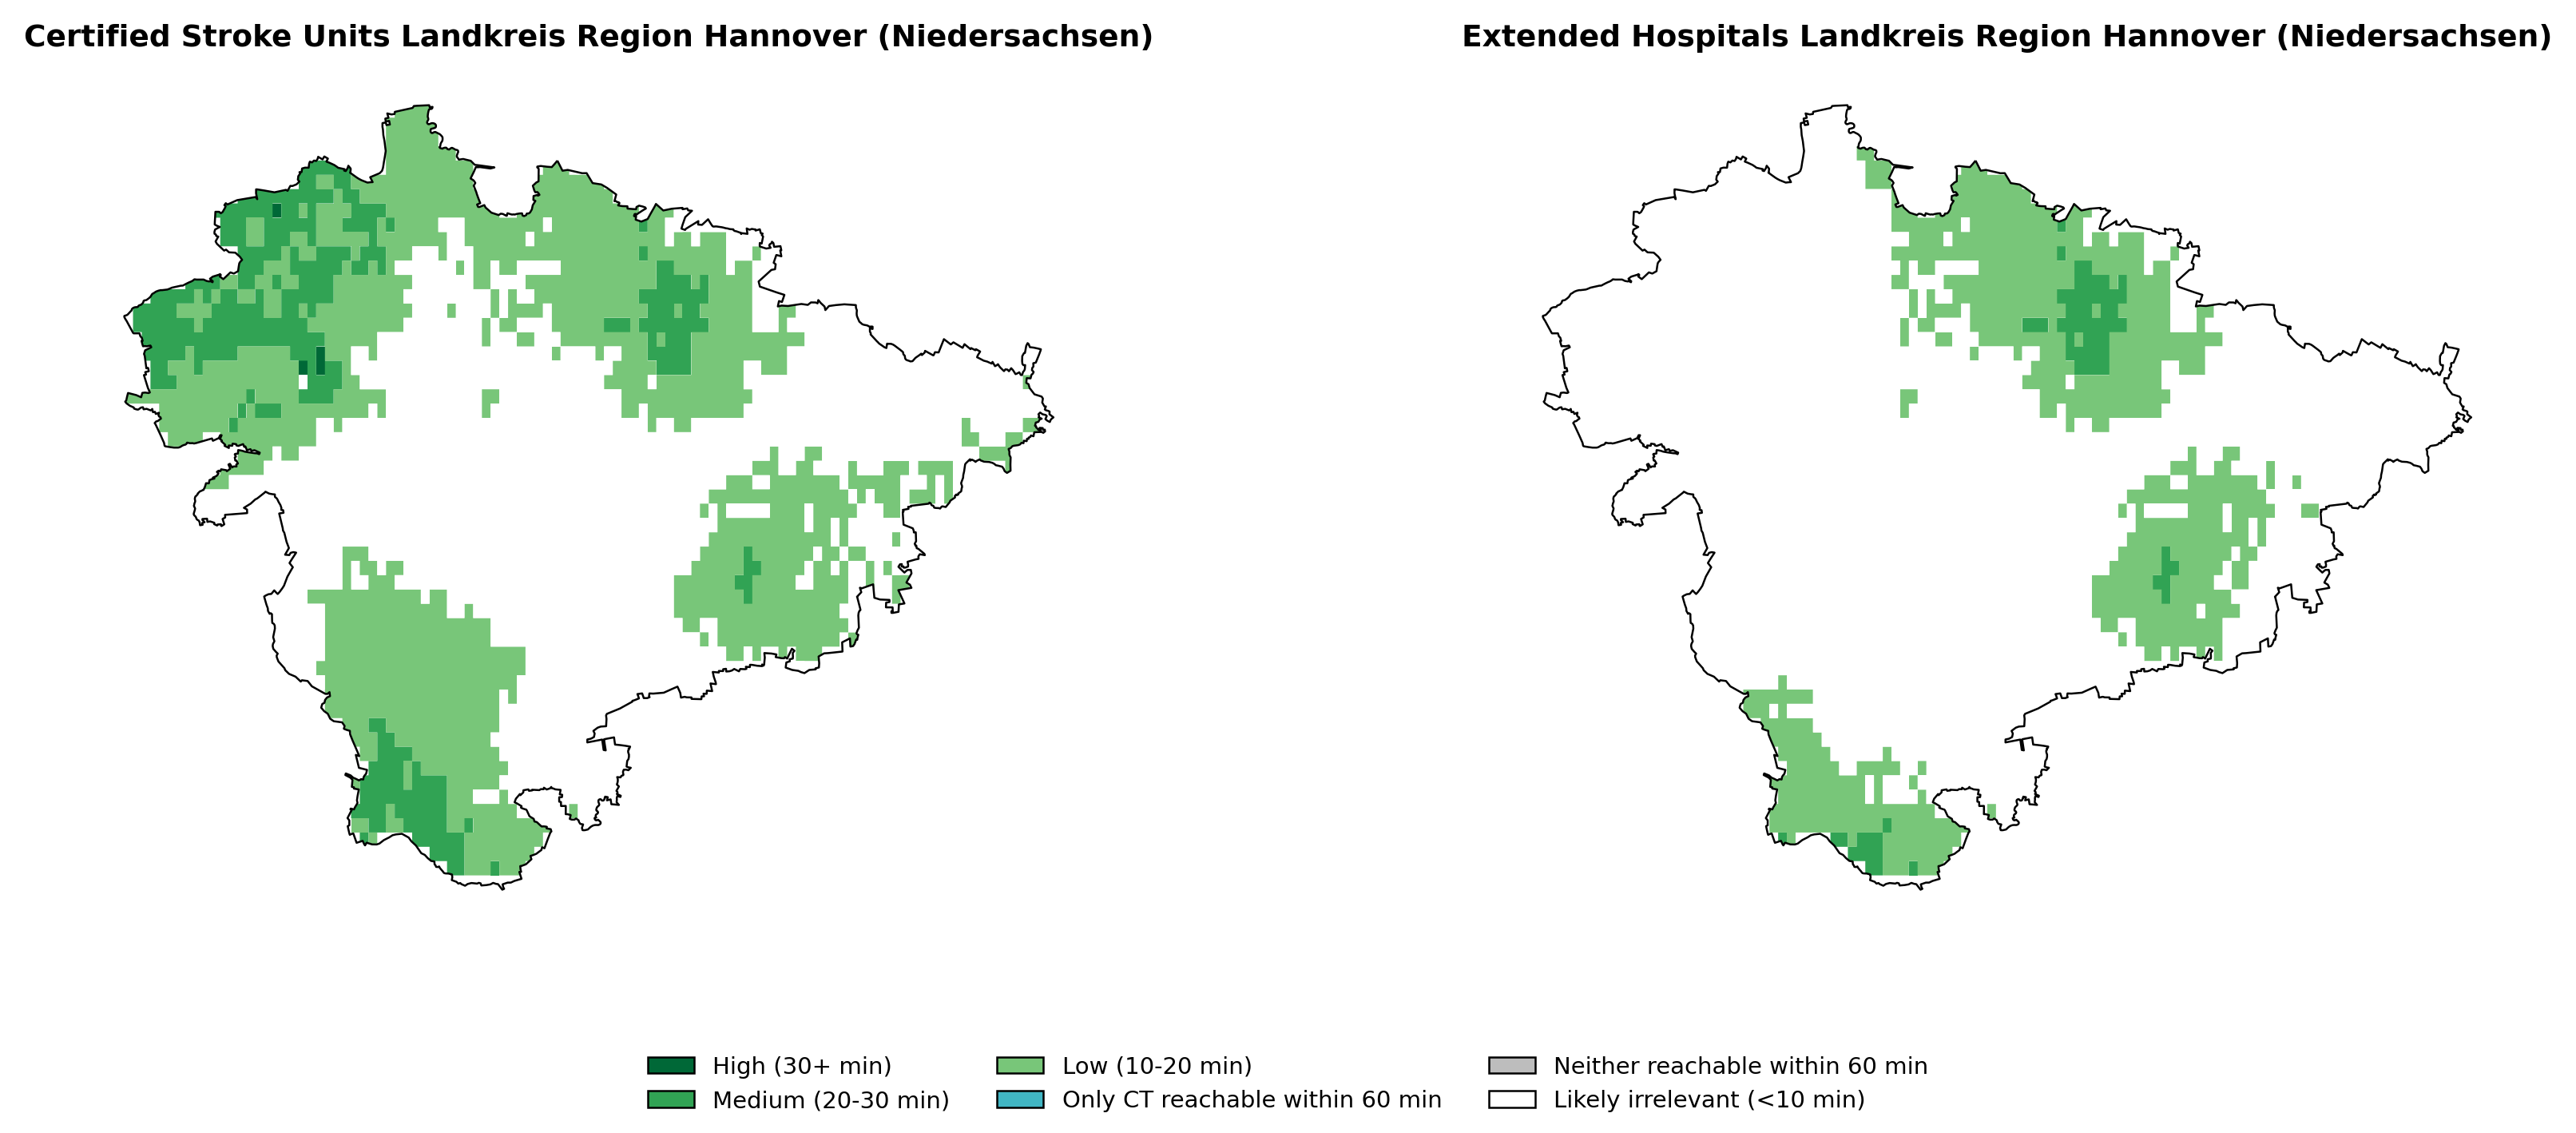 Certified Stroke Units Landkreis Region Hannover (Niedersachsen)
Extended Hospitals Landkreis Region Hannover (Niedersachsen)
High (30+ min)
Medium (20-30 min)
Low (10-20 min)
Only CT reachable within 60 min
Neither reachable within 60 min
Likely irrelevant (<10 min)